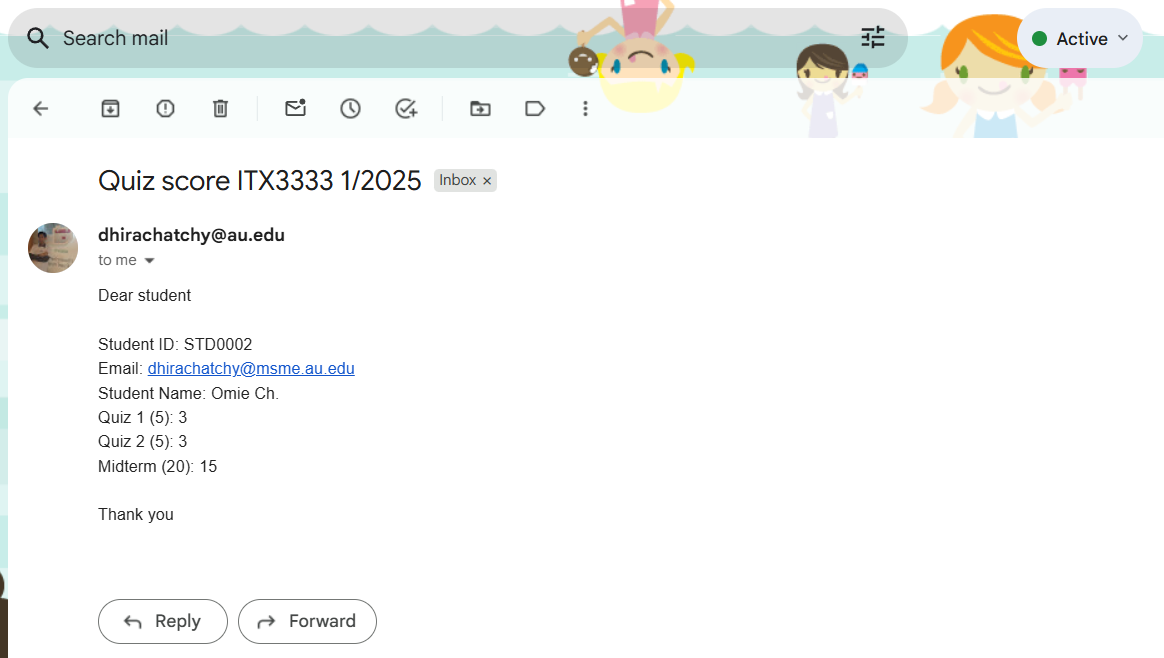 Search mail
Active
Quiz score ITX3333 1/2025 Inbox ×
dhirachatchy@au.edu
to me
Dear student
Student ID: STD0002
Email: dhirachatchy@msme.au.edu
Student Name: Omie Ch.
Quiz 1 (5): 3
Quiz 2 (5): 3
Midterm (20): 15
Thank you
Reply Forward